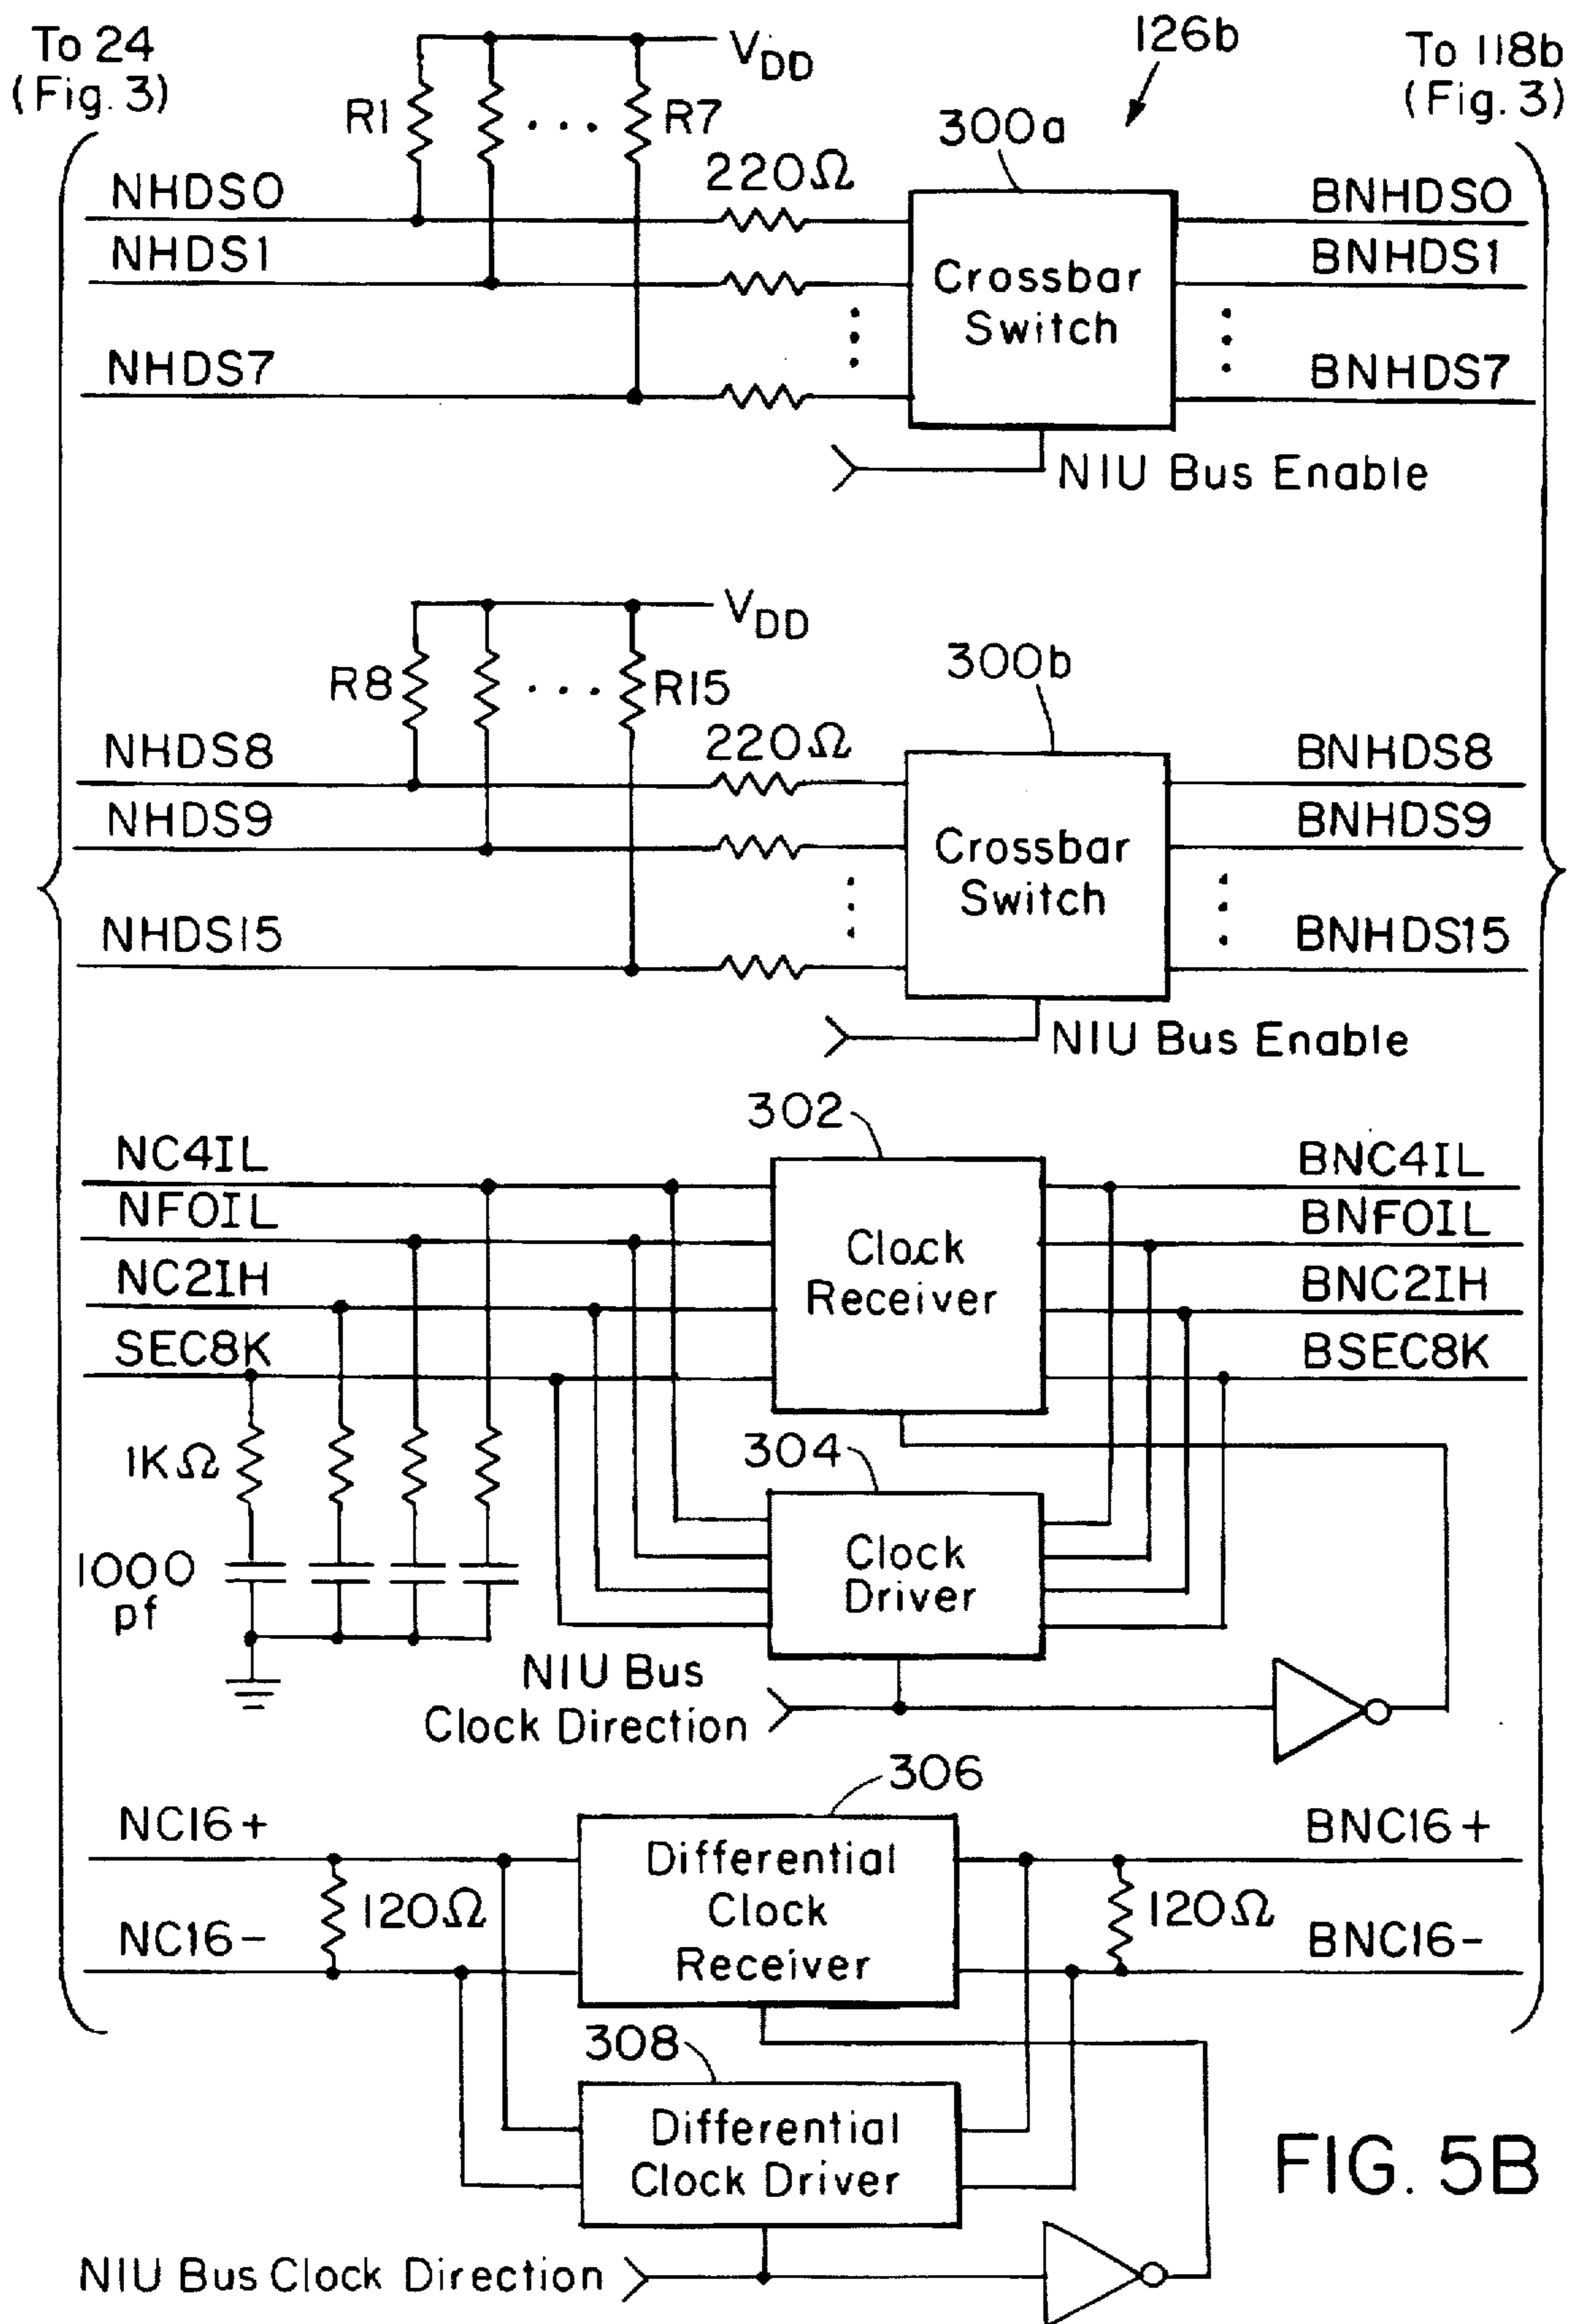 To 24
(Fig. 3)
126b
To 118b
(Fig. 3)
VDD
R1
R7
300a
220Ω
NHDS0
BNHDS0
NHDS1
BNHDS1
Crossbar
Switch
NHDS7
BNHDS7
NIU Bus Enable
VDD
R8
R15
300b
220Ω
NHDS8
BNHDS8
NHDS9
BNHDS9
Crossbar
Switch
NHDS15
BNHDS15
NIU Bus Enable
302
NC4IL
BNC4IL
NFOIL
BNFOIL
Clock
Receiver
NC2IH
BNC2IH
SEC8K
BSEC8K
1KΩ
304
1000
pf
Clock
Driver
NIU Bus
Clock Direction
306
NC16+
BNC16+
Differential
Clock
Receiver
120Ω
120Ω
NC16-
BNC16-
308
Differential
Clock Driver
FIG. 5B
NIU Bus Clock Direction